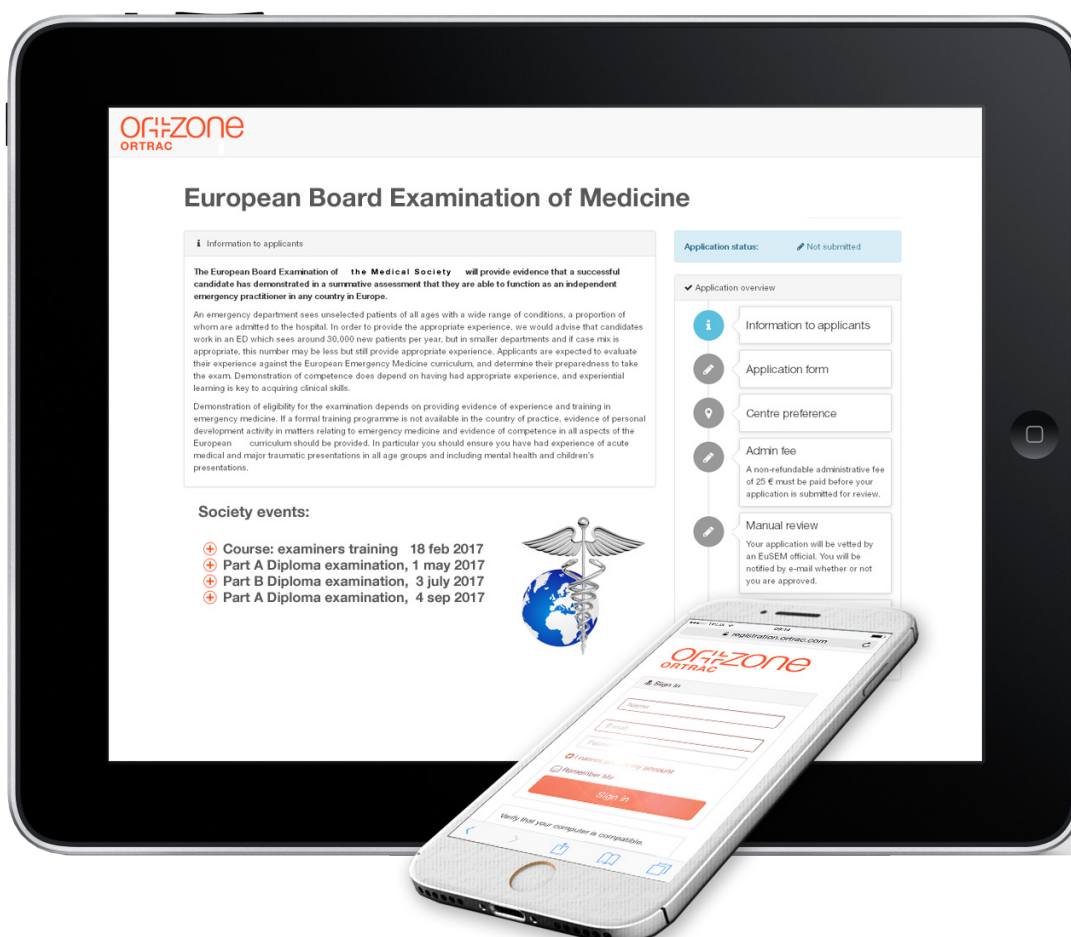 or zone
ORTRAC
European Board Examination of Medicine
i Information to applicants
The European Board Examination of the Medical Society will provide evidence that a successful
candidate has demonstrated in a summative assessment that they are able to function as an independent
emergency practitioner in any country in Europe.
An emergency department sees unselected patients of all ages with a wide range of conditions, a proportion of
whom are admitted to the hospital. In order to provide the appropriate experience, we would advise that candidates
work in an ED which sees around 30,000 new patients per year, but in smaller departments and if case mix is
appropriate, this number may be less but still provide appropriate experience. Applicants are expected to evaluate
their experience against the European Emergency Medicine curriculum, and determine their preparedness to take
the exam. Demonstration of competence does depend on having had appropriate experience, and experiential
learning is key to acquiring clinical skills.
Demonstration of eligibility for the examination depends on providing evidence of experience and training in
emergency medicine. If a formal training programme is not available in the country of practice, evidence of personal
development activity in matters relating to emergency medicine and evidence of competence in all aspects of the
European curriculum should be provided. In particular you should ensure you have had experience of acute
medical and major traumatic presentations in all age groups and including mental health and children's
presentations.
Society events:
Course: examiners training 18 feb 2017
Part A Diploma examination, 1 may 2017
Part B Diploma examination, 3 july 2017
Part A Diploma examination, 4 sep 2017
Application status: Not submitted
Application overview
i
Information to applicants
Application form
Centre preference
Admin fee
A non-refundable administrative fee
of 25 € must be paid before your
application is submitted for review.
Manual review
Your application will be vetted by
an EuSEM official. You will be
notified by e-mail whether or not
you are approved.
registration.ortrac.com
or zone
ORTRAC
Sign in
Name
E-mail
I cannot my account
Remember Me
Sign in
Verify that your computer is compatible.